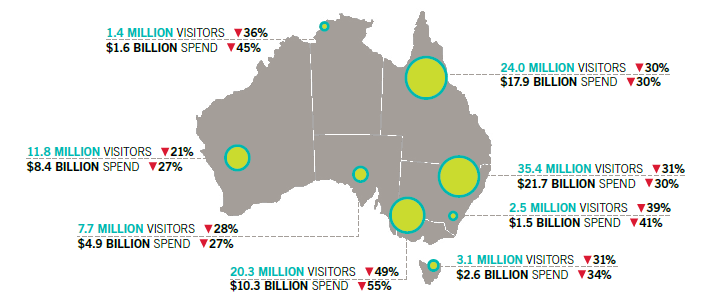 1.4 MILLION VISITORS ▼36%
$1.6 BILLION SPEND ▼45%
24.0 MILLION VISITORS ▼30%
$17.9 BILLION SPEND ▼30%
11.8 MILLION VISITORS ▼21%
$8.4 BILLION SPEND ▼27%
35.4 MILLION VISITORS ▼31%
$21.7 BILLION SPEND ▼30%
2.5 MILLION VISITORS ▼39%
$1.5 BILLION SPEND ▼41%
7.7 MILLION VISITORS ▼28%
$4.9 BILLION SPEND ▼27%
20.3 MILLION VISITORS ▼49%
$10.3 BILLION SPEND ▼55%
3.1 MILLION VISITORS ▼31%
$2.6 BILLION SPEND ▼34%